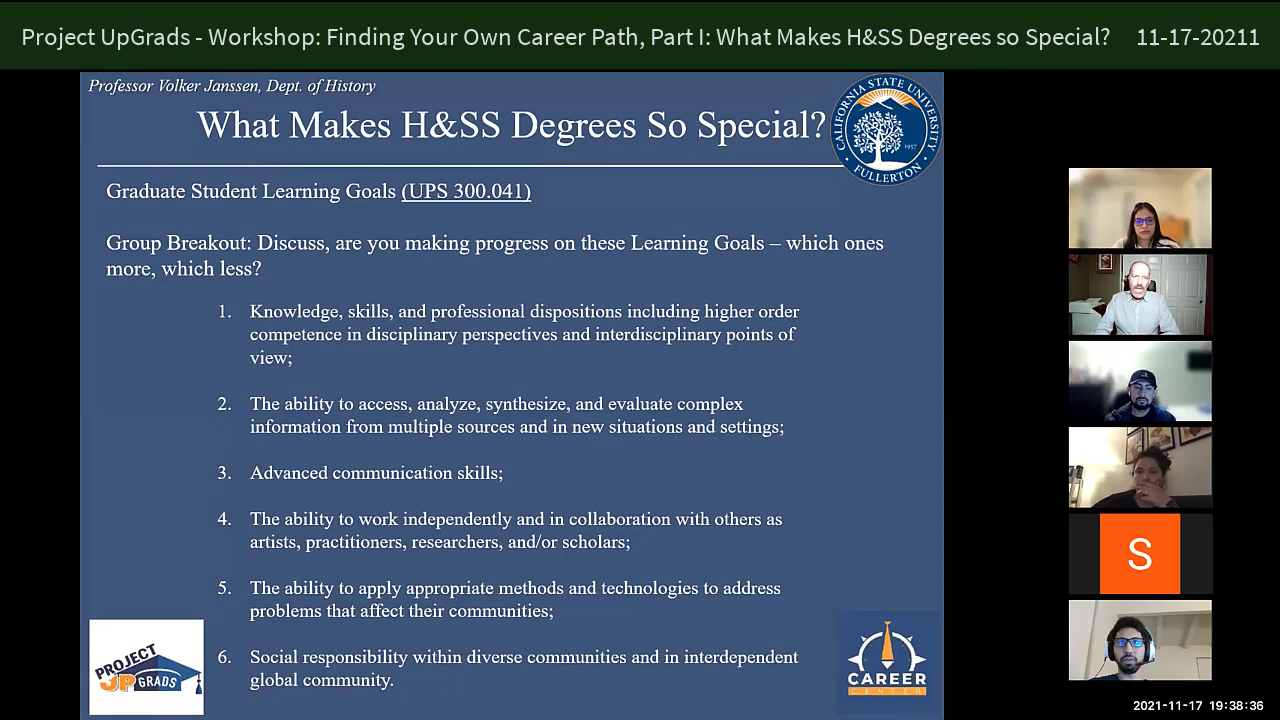 Project UpGrads - Workshop: Finding Your Own Career Path, Part I: What Makes H&SS Degrees so Special? 11-17-20211
Professor Volker Janssen, Dept. of History
What Makes H&SS Degrees So Special?
CALIFORNIA STATE UNIVERSITY
1957
FULLERTON
Graduate Student Learning Goals (UPS 300.041)
Group Breakout: Discuss, are you making progress on these Learning Goals – which ones
more, which less?
1. Knowledge, skills, and professional dispositions including higher order
competence in disciplinary perspectives and interdisciplinary points of
view;
2. The ability to access, analyze, synthesize, and evaluate complex
information from multiple sources and in new situations and settings;
3. Advanced communication skills;
4. The ability to work independently and in collaboration with others as
artists, practitioners, researchers, and/or scholars;
5. The ability to apply appropriate methods and technologies to address
problems that affect their communities;
6. Social responsibility within diverse communities and in interdependent
global community.
PROJECT
UPGRADS
CAREER
CENTER
S
2021-11-17 19:38:36